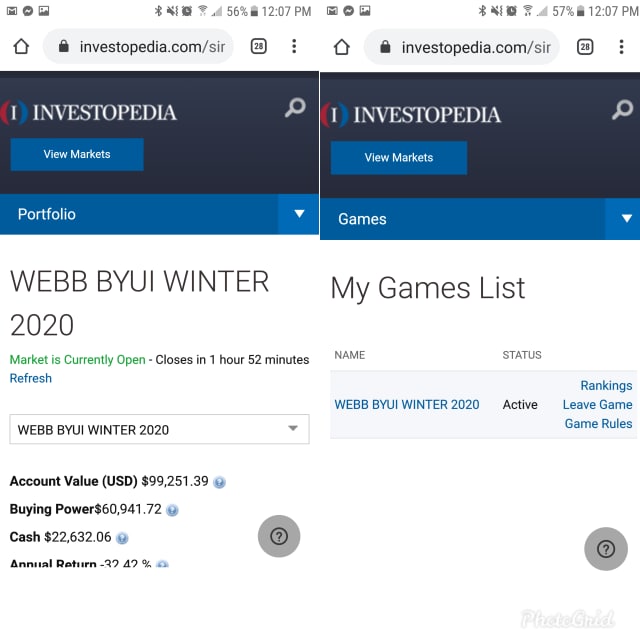 56% 12:07 PM
investopedia.com/sir
28
INVESTOPEDIA
View Markets
Portfolio
WEBB BYUI WINTER
2020
Market is Currently Open - Closes in 1 hour 52 minutes
Refresh
WEBB BYUI WINTER 2020
Account Value (USD) $99,251.39
Buying Power$60,941.72
Cash $22,632.06
Annual Return -32.42 %
57% 12:07 PM
investopedia.com/sir
28
INVESTOPEDIA
View Markets
Games
My Games List
NAME STATUS
Rankings
WEBB BYUI WINTER 2020 Active Leave Game
Game Rules
PhotoGrid